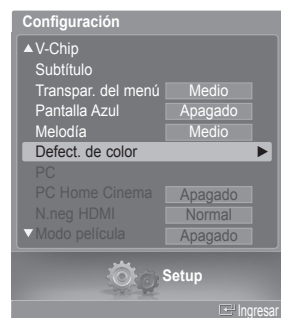 Configuración
▲V-Chip
Subtítulo
Transpar. del menú Medio
Pantalla Azul Apagado
Melodía Medio
Defect. de color ►
PC
PC Home Cinema Apagado
N.neg HDMI Normal
▼Modo película Apagado
Setup
Ingresar